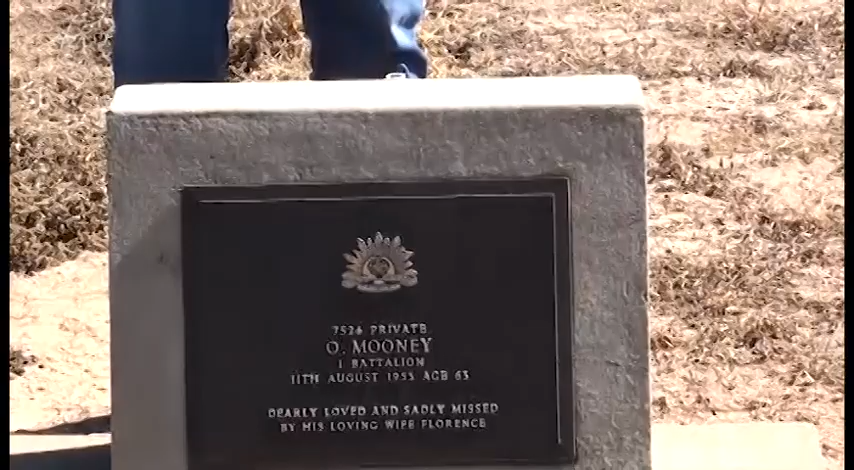 7524 PRIVATE
O. MOONEY
1 BATTALION
11TH AUGUST 1953 AGE 63
DEARLY LOVED AND SADLY MISSED
BY HIS LOVING WIFE FLORENCE